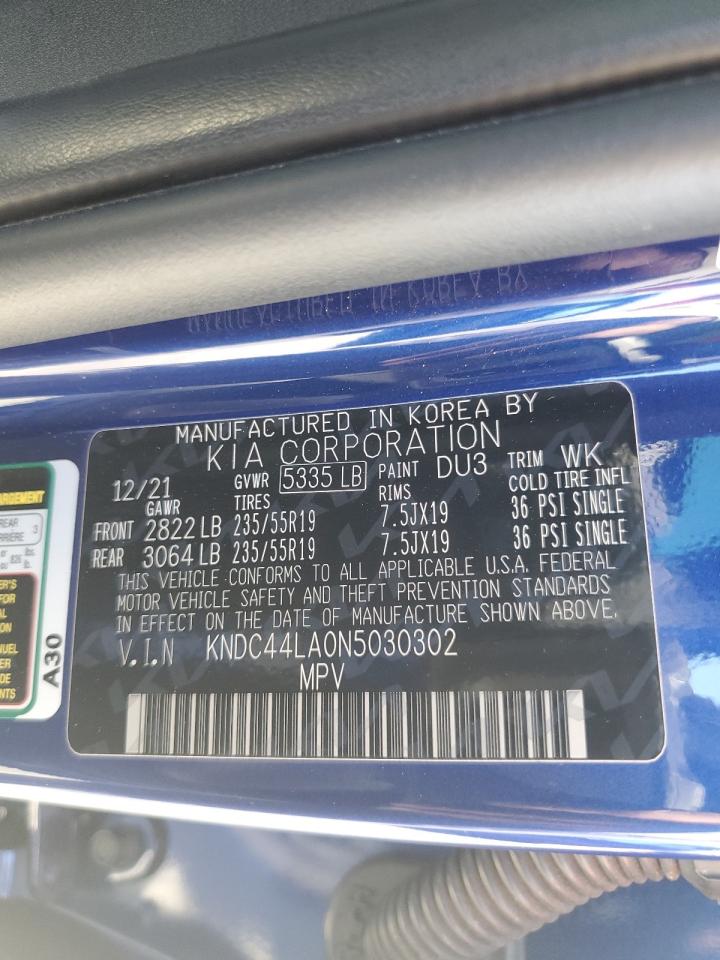 MANUFACTURED IN KOREA BY
KIA CORPORATION
12/21 GVWR 5335 LB PAINT DU3 TRIM WK
GAWR TIRES RIMS COLD TIRE INFL
FRONT 2822 LB 235/55R19 7.5JX19 36 PSI SINGLE
REAR 3064 LB 235/55R19 7.5JX19 36 PSI SINGLE
THIS VEHICLE CONFORMS TO ALL APPLICABLE U.S.A. FEDERAL
MOTOR VEHICLE SAFETY AND THEFT PREVENTION STANDARDS
IN EFFECT ON THE DATE OF MANUFACTURE SHOWN ABOVE.
V.I.N KNDC44LA0N5030302
MPV
REAR 3
A30